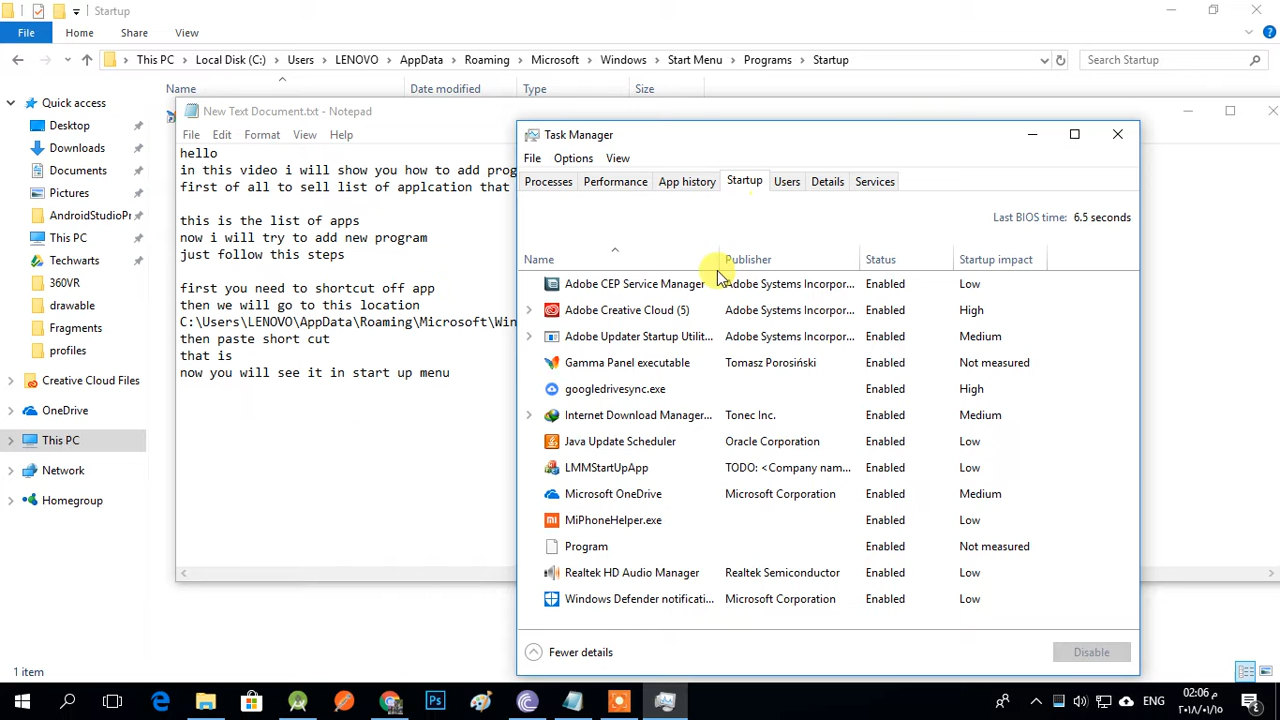 Startup
File Home Share View
This PC Local Disk (C:) Users LENOVO AppData Roaming Microsoft Windows Start Menu Programs Startup
Search Startup
Name Date modified Type Size
Quick access
Desktop
Downloads
Documents
Pictures
AndroidStudioPr
This PC
Techwarts
360VR
drawable
Fragments
profiles
Creative Cloud Files
OneDrive
This PC
Network
Homegroup
1 item
New Text Document.txt - Notepad
File Edit Format View Help
hello
in this video i will show you how to add prog
first of all to sell list of applcation that
this is the list of apps
now i will try to add new program
just follow this steps
first you need to shortcut off app
then we will go to this location
C:\Users\LENOVO\AppData\Roaming\Microsoft\Win
then paste short cut
that is
now you will see it in start up menu
Task Manager
File Options View
Processes Performance App history Startup Users Details Services
Last BIOS time: 6.5 seconds
Name Publisher Status Startup impact
Adobe CEP Service Manager Adobe Systems Incorpor... Enabled Low
Adobe Creative Cloud (5) Adobe Systems Incorpor... Enabled High
Adobe Updater Startup Utilit... Adobe Systems Incorpor... Enabled Medium
Gamma Panel executable Tomasz Porosiński Enabled Not measured
googledrivesync.exe Enabled High
Internet Download Manager... Tonec Inc. Enabled Medium
Java Update Scheduler Oracle Corporation Enabled Low
LMMStartUpApp TODO: <Company nam... Enabled Low
Microsoft OneDrive Microsoft Corporation Enabled Medium
MiPhoneHelper.exe Enabled Low
Program Enabled Not measured
Realtek HD Audio Manager Realtek Semiconductor Enabled Low
Windows Defender notificati... Microsoft Corporation Enabled Low
Fewer details
Disable
Ps
ENG
02:06 م
٢٠١٨/٠١/١٥